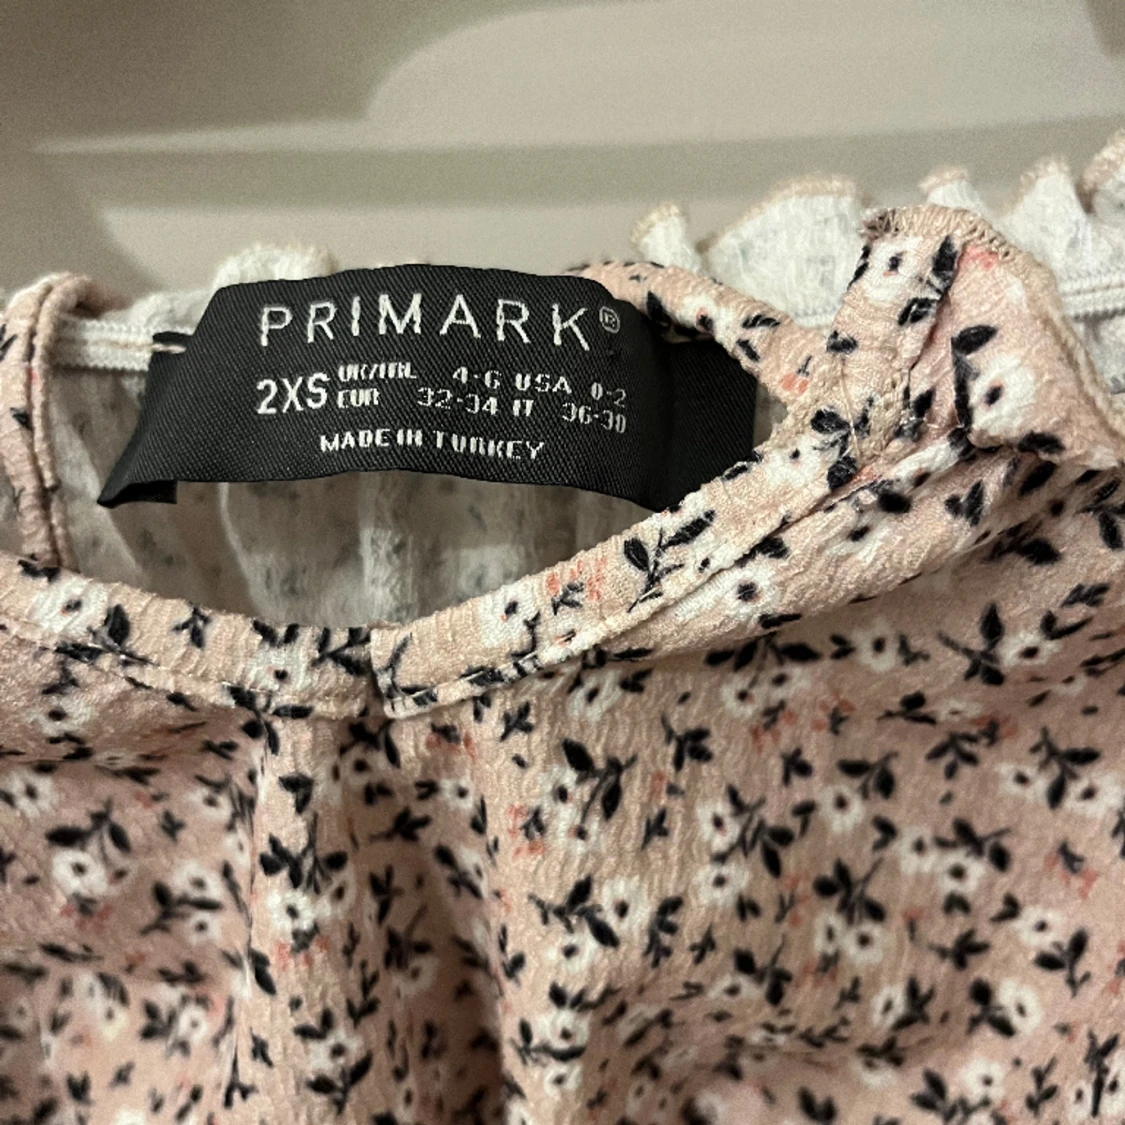 PRIMARK®
2XS UK/IRL 4-6 USA 0-2
EUR 32-34 IT 36-38
MADE IN TURKEY